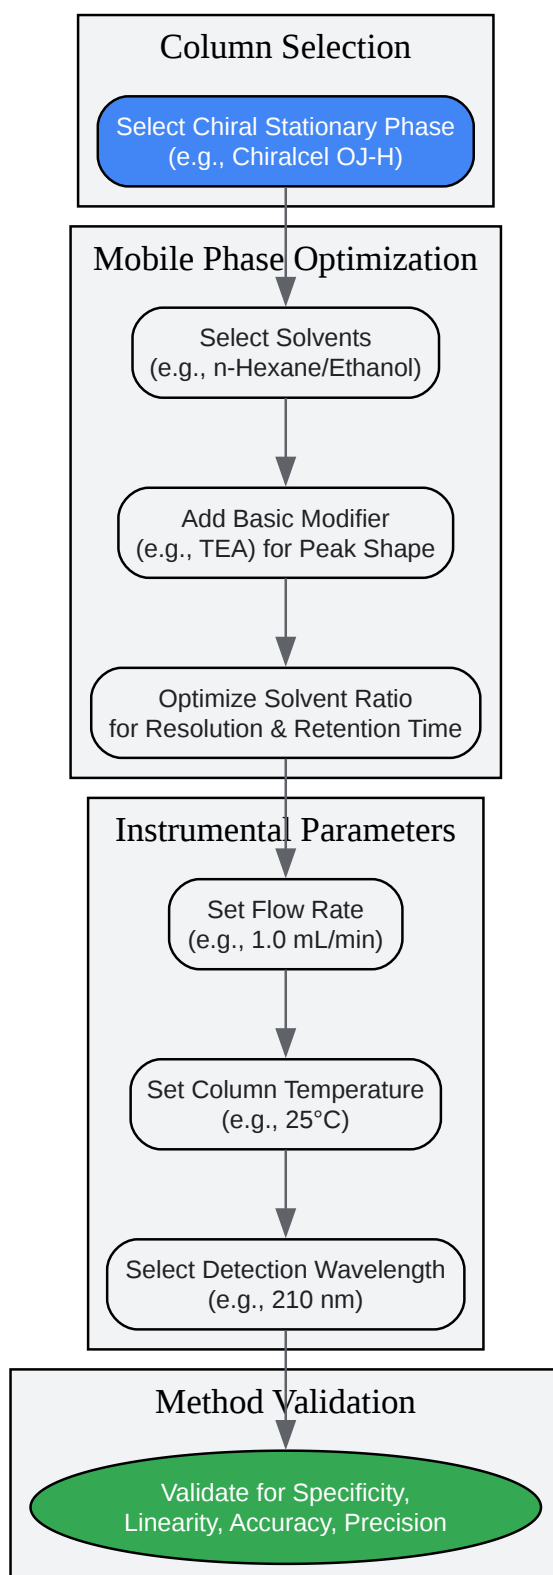 Column Selection
Select Chiral Stationary Phase
(e.g., Chiralcel OJ-H)
Mobile Phase Optimization
Select Solvents
(e.g., n-Hexane/Ethanol)
Add Basic Modifier
(e.g., TEA) for Peak Shape
Optimize Solvent Ratio
for Resolution & Retention Time
Instrumental Parameters
Set Flow Rate
(e.g., 1.0 mL/min)
Set Column Temperature
(e.g., 25°C)
Select Detection Wavelength
(e.g., 210 nm)
Method Validation
Validate for Specificity,
Linearity, Accuracy, Precision